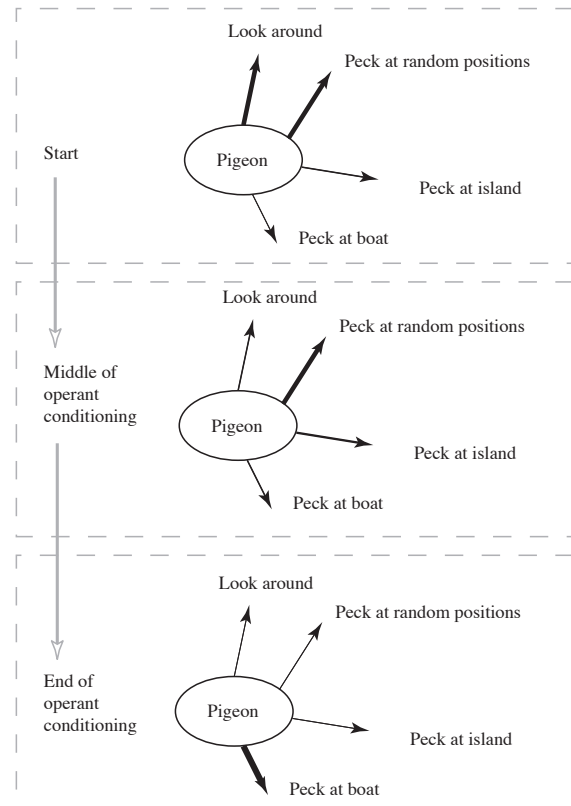 Look around
Peck at random positions
Start
Pigeon
Peck at island
Peck at boat
Look around
Peck at random positions
Middle of
operant
conditioning
Pigeon
Peck at island
Peck at boat
Look around
Peck at random positions
End of
operant
conditioning
Pigeon
Peck at island
Peck at boat